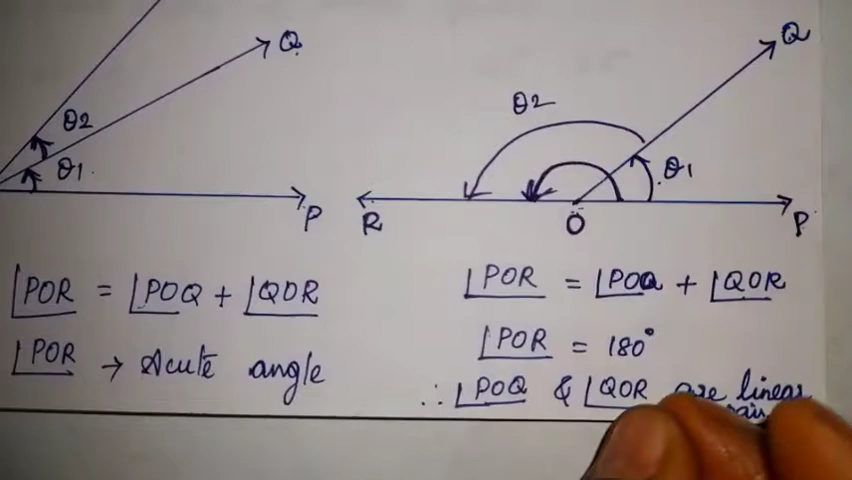 Q
θ2
θ1
P
∠POR = ∠POQ + ∠QOR
∠POR → Acute angle
Q
θ2
θ1
R
O
P
∠POR = ∠POQ + ∠QOR
∠POR = 180°
∴ ∠POQ & ∠QOR are linear